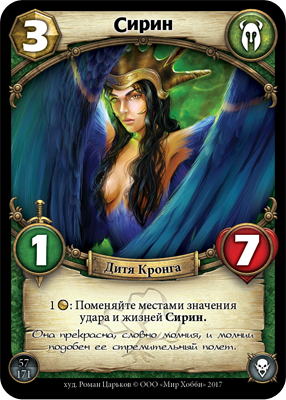 3
Сирин
1
7
Дитя Кронга
1 : Поменяйте местами значения
удара и жизней Сирин.
Она прекрасна, словно молния, и молнии
подобен ее стремительный полет.
57
171
худ. Роман Царьков © ООО «Мир Хобби» 2017